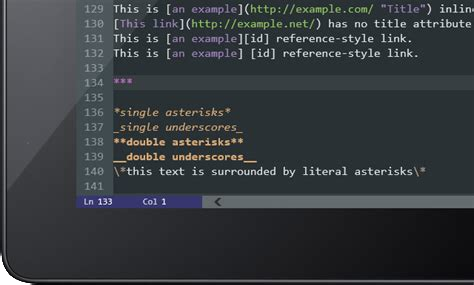 129 This is [an example](http://example.com/ "Title") inlin
130 [This link](http://example.net/) has no title attribute
131 This is [an example][id] reference-style link.
132 This is [an example] [id] reference-style link.
133
134 ***
135
136 *single asterisks*
137 _single underscores_
138 **double asterisks**
139 __double underscores__
140 \*this text is surrounded by literal asterisks\*
141
Ln 133 Col 1